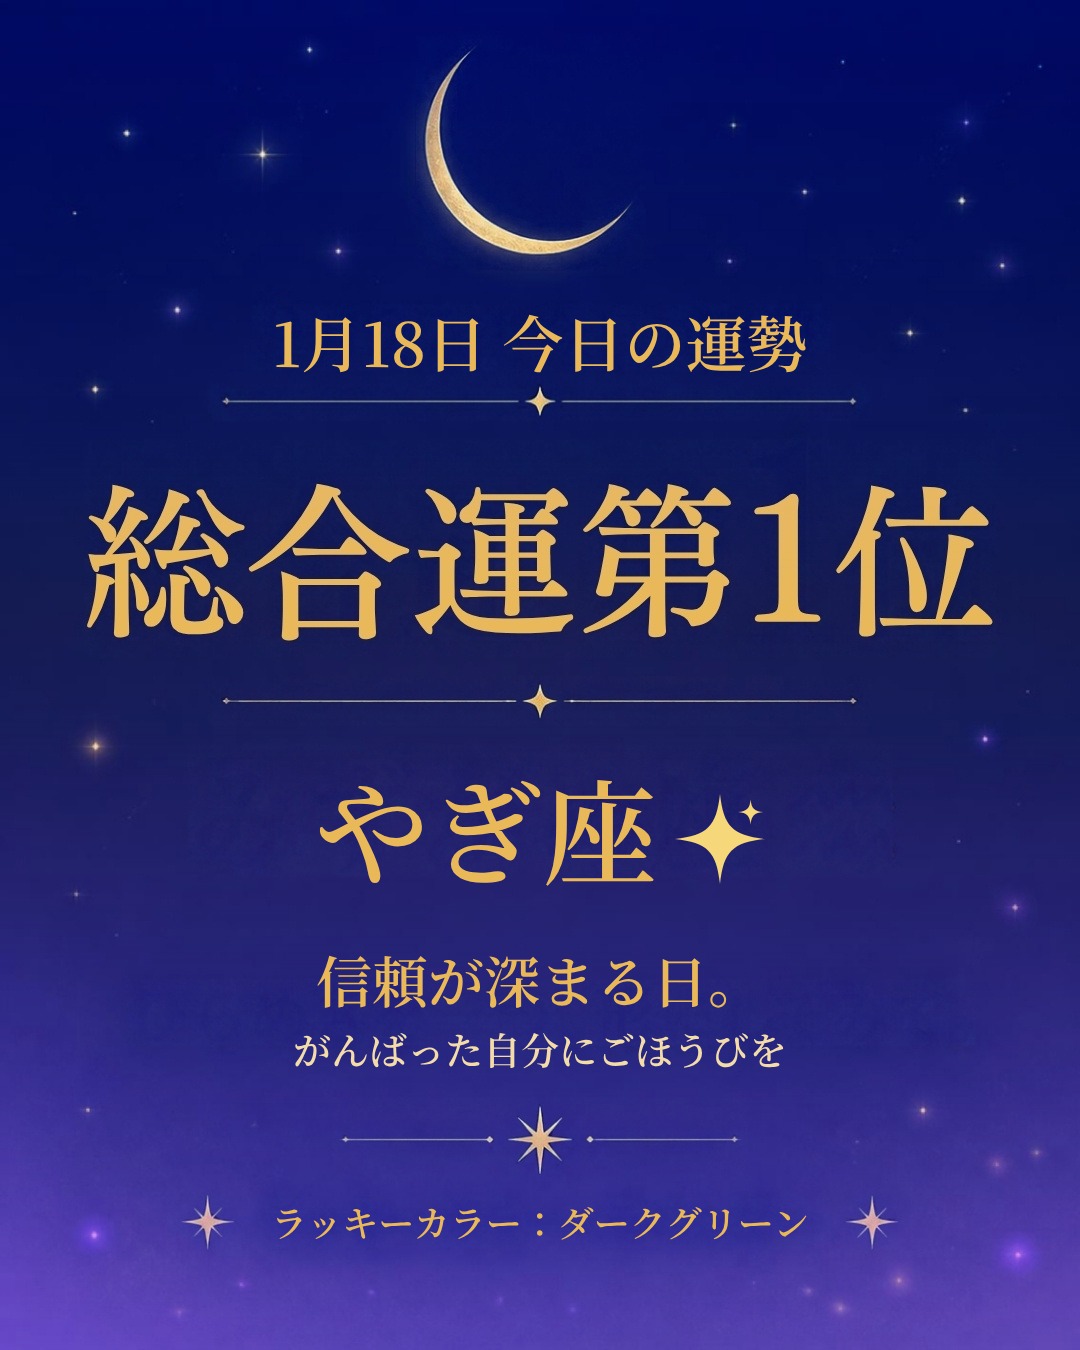 1月18日 今日の運勢
総合運第1位
やぎ座
信頼が深まる日。
がんばった自分にごほうびを
ラッキーカラー：ダークグリーン